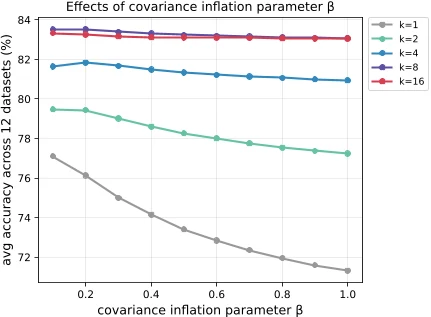 Effects of covariance inflation parameter β
avg accuracy across 12 datasets (%)
84
82
80
78
76
74
72
0.2
0.4
0.6
0.8
1.0
covariance inflation parameter β
k=1
k=2
k=4
k=8
k=16